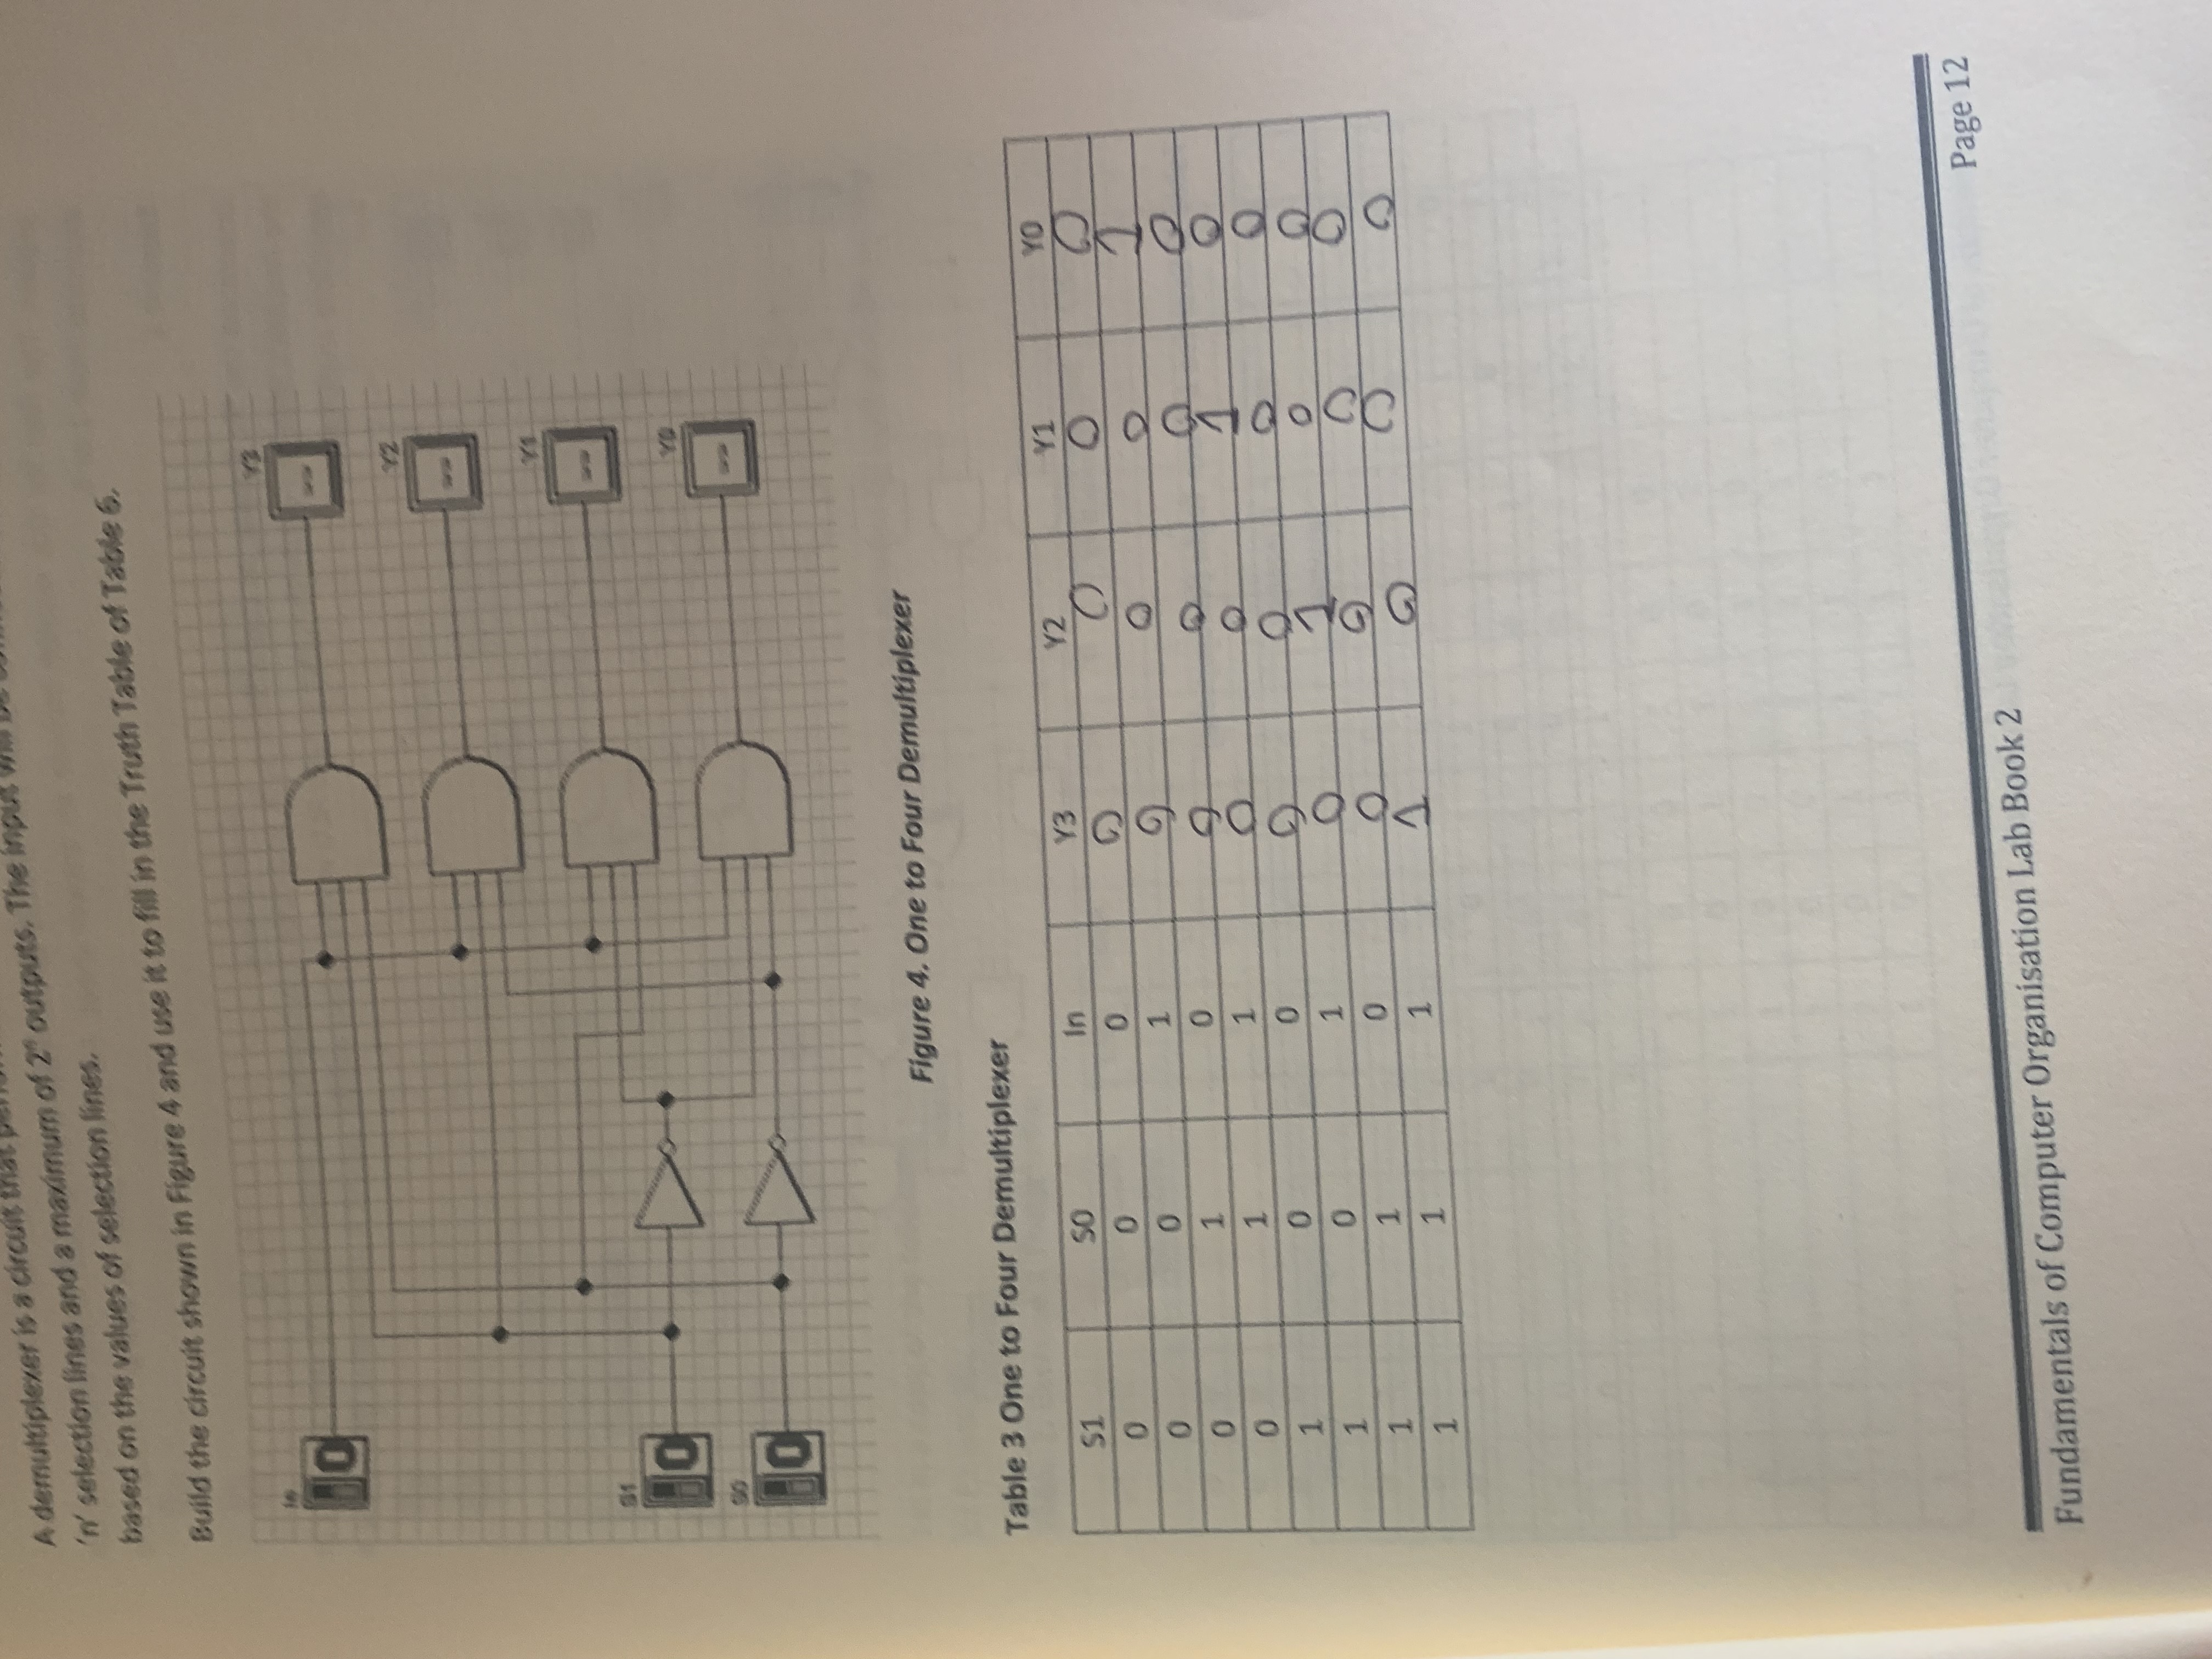 A demultiplexer is a circuit that
'n' selection lines and a maximum of 2ⁿ outputs. The input will be
based on the values of selection lines.
Build the circuit shown in Figure 4 and use it to fill in the Truth Table of Table 6.
In
0
Y3
--
Y2
--
Y1
--
S1
0
Y0
--
S0
0
Figure 4. One to Four Demultiplexer
Table 3 One to Four Demultiplexer
S1 S0 In Y3 Y2 Y1 Y0
0 0 0 0 0 0 0
0 0 1 0 0 0 1
0 1 0 0 0 0 0
0 1 1 0 0 1 0
1 0 0 0 0 0 0
1 0 1 0 1 0 0
1 1 0 0 0 0 0
1 1 1 1 0 0 0
Page 12
Fundamentals of Computer Organisation Lab Book 2